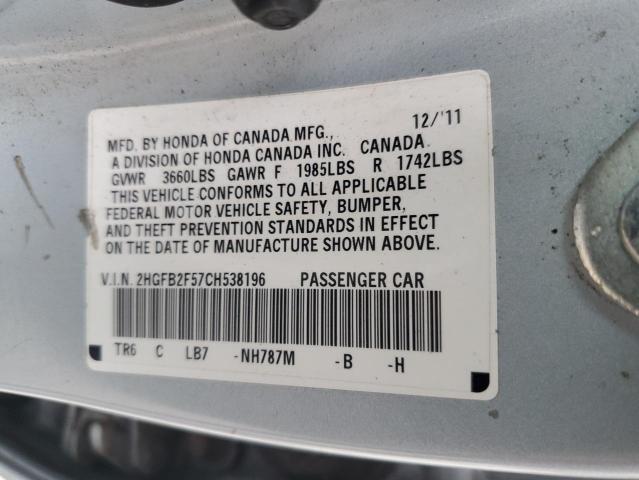 MFD. BY HONDA OF CANADA MFG., 12/'11
A DIVISION OF HONDA CANADA INC. CANADA
GVWR 3660LBS GAWR F 1985LBS R 1742LBS
THIS VEHICLE CONFORMS TO ALL APPLICABLE
FEDERAL MOTOR VEHICLE SAFETY, BUMPER,
AND THEFT PREVENTION STANDARDS IN EFFECT
ON THE DATE OF MANUFACTURE SHOWN ABOVE.
V.I.N. 2HGFB2F57CH538196 PASSENGER CAR
TR6 C LB7 -NH787M -B -H